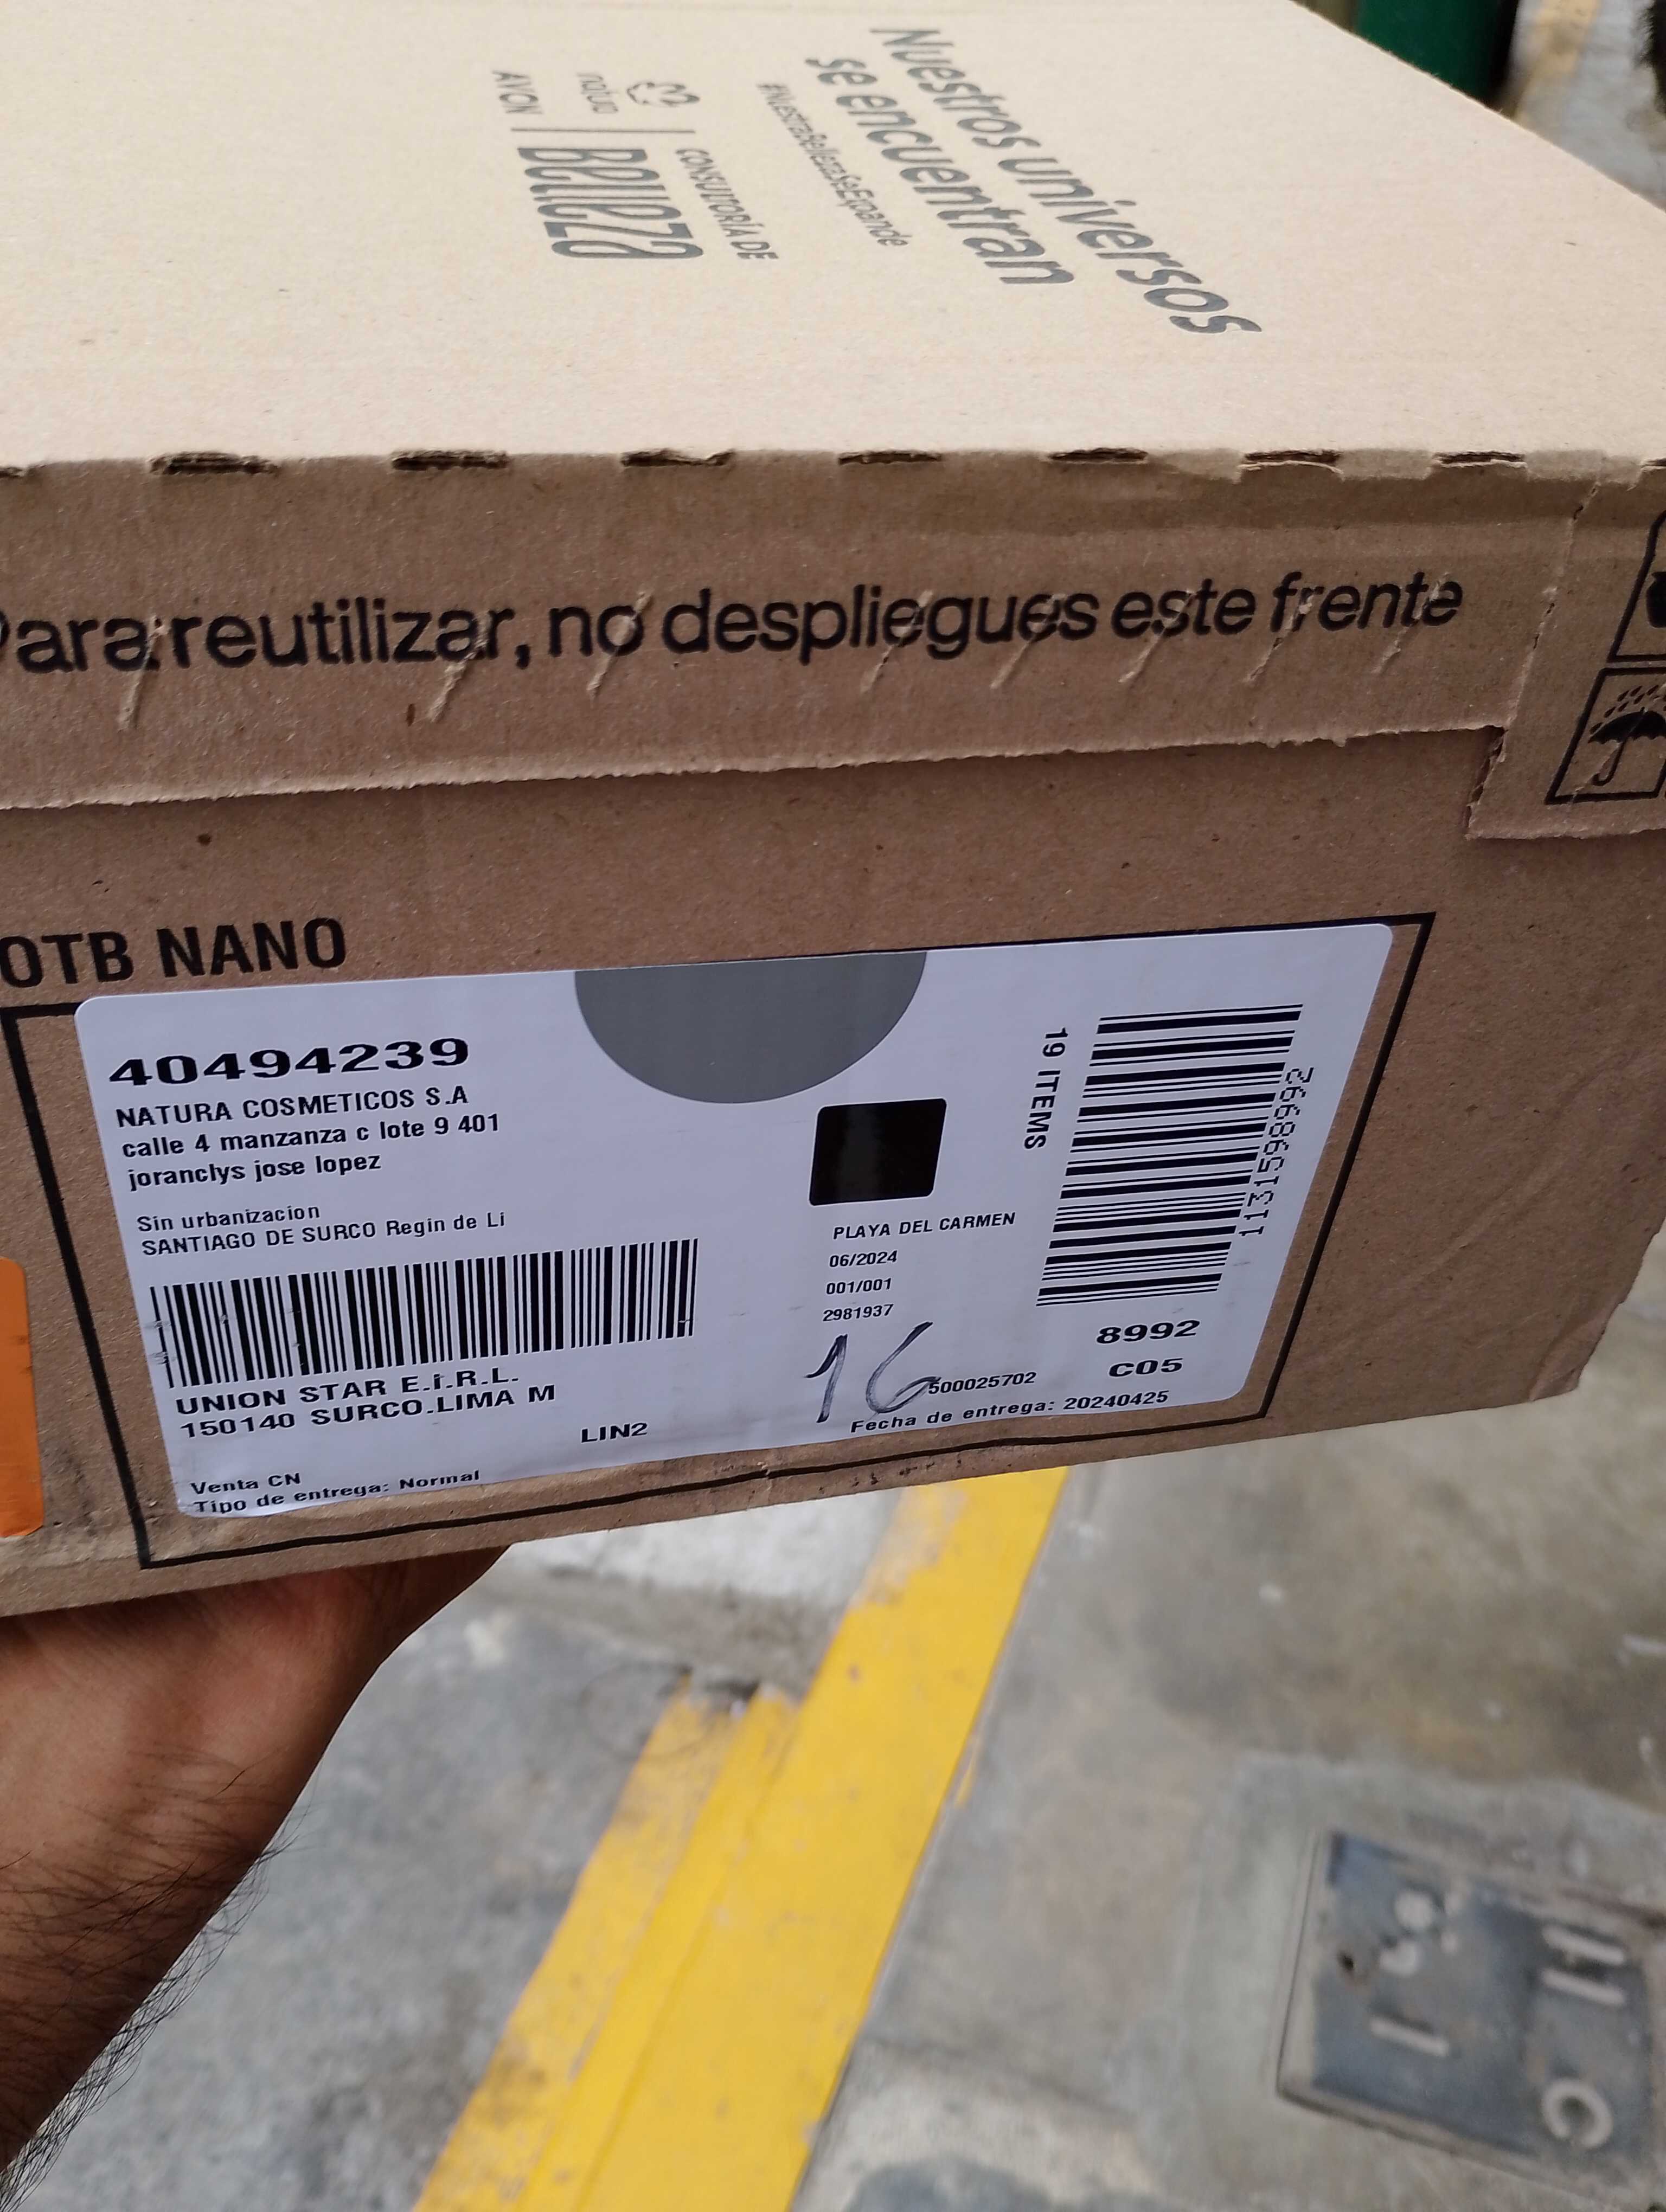 Nuestros universos
se encuentran
#NuestraBellezaSeExpande
CONSULTORÍA DE
Belleza
natura
AVON
Para reutilizar, no despliegues este frente
OTB NANO
40494239
NATURA COSMETICOS S.A
calle 4 manzanza c lote 9 401
joranclys jose lopez
Sin urbanizacion
SANTIAGO DE SURCO Regin de Li
UNION STAR E.I.R.L.
150140 SURCO.LIMA M
LIN2
Venta CN
Tipo de entrega: Normal
PLAYA DEL CARMEN
06/2024
001/001
2981937
16
500025702
Fecha de entrega: 20240425
19 ITEMS
1131598992
8992
C05